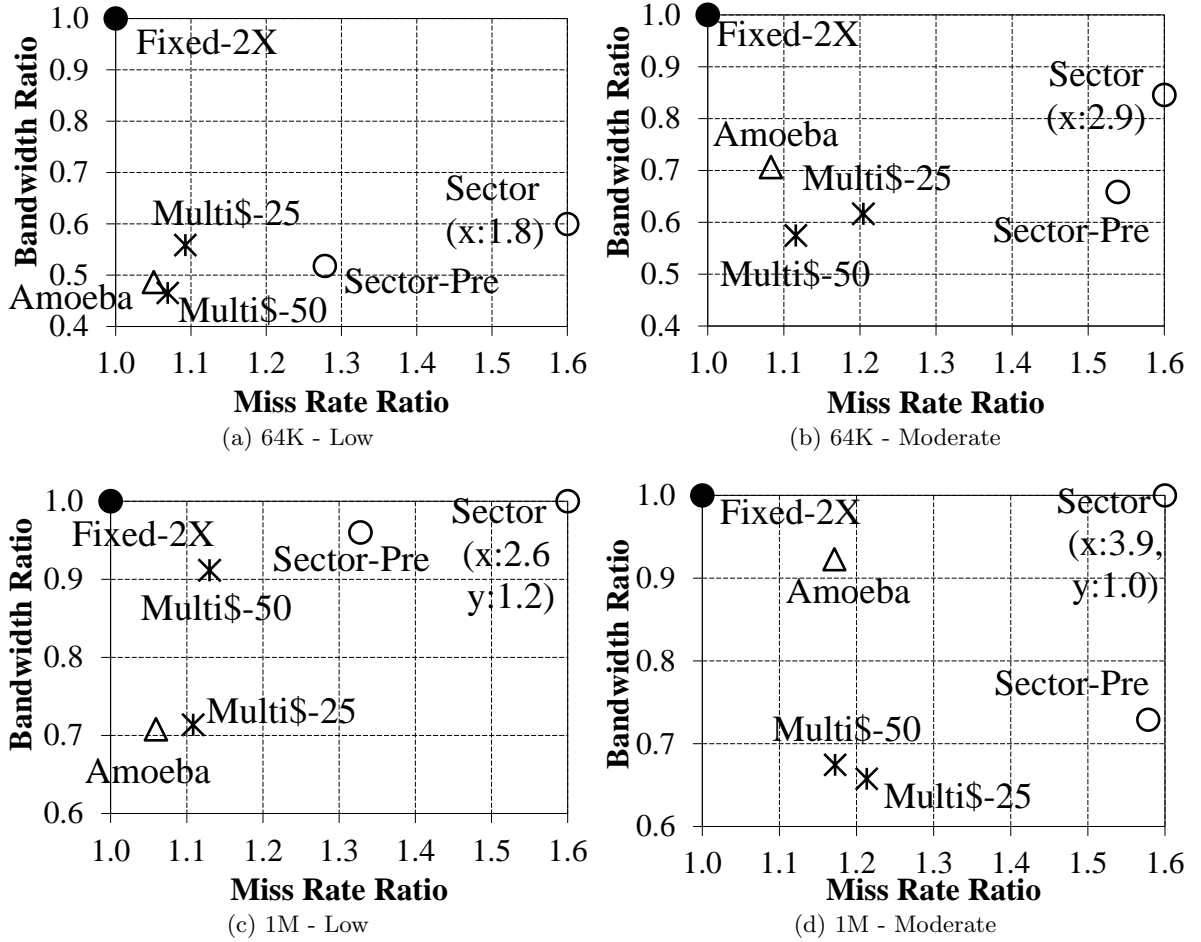 1.0
0.9
0.8
0.7
0.6
0.5
0.4
Bandwidth Ratio
Fixed-2X
Multi$-25
Sector
(x:1.8)
Amoeba
Multi$-50
Sector-Pre
1.0 1.1 1.2 1.3 1.4 1.5 1.6
Miss Rate Ratio
(a) 64K - Low
1.0
0.9
0.8
0.7
0.6
0.5
0.4
Bandwidth Ratio
Fixed-2X
Sector
(x:2.9)
Amoeba
Multi$-25
Sector-Pre
Multi$-50
1.0 1.1 1.2 1.3 1.4 1.5 1.6
Miss Rate Ratio
(b) 64K - Moderate
1.0
0.9
0.8
0.7
0.6
Bandwidth Ratio
Fixed-2X
Sector
(x:2.6
y:1.2)
Sector-Pre
Multi$-50
Multi$-25
Amoeba
1.0 1.1 1.2 1.3 1.4 1.5 1.6
Miss Rate Ratio
(c) 1M - Low
1.0
0.9
0.8
0.7
0.6
Bandwidth Ratio
Fixed-2X
Sector
(x:3.9,
y:1.0)
Amoeba
Sector-Pre
Multi$-50
Multi$-25
1.0 1.1 1.2 1.3 1.4 1.5 1.6
Miss Rate Ratio
(d) 1M - Moderate